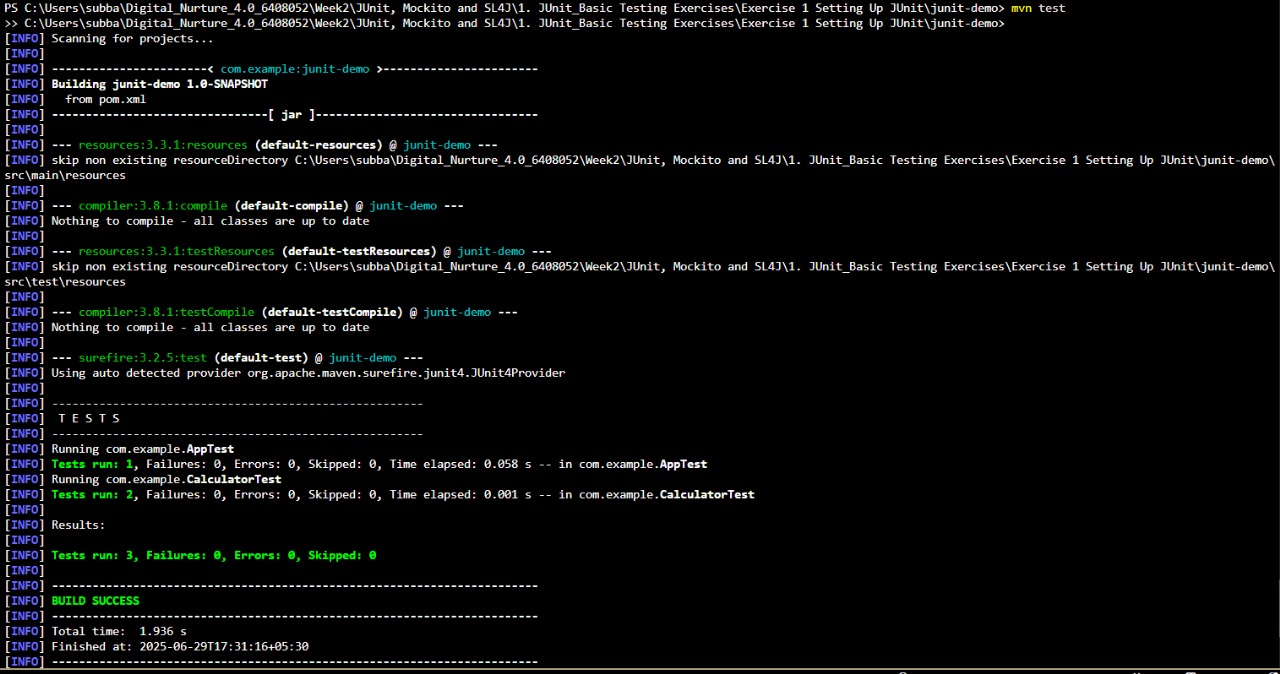 PS C:\Users\subba\Digital_Nurture_4.0_6408052\Week2\JUnit, Mockito and SL4J\1. JUnit_Basic Testing Exercises\Exercise 1 Setting Up JUnit\junit-demo> mvn test
>> C:\Users\subba\Digital_Nurture_4.0_6408052\Week2\JUnit, Mockito and SL4J\1. JUnit_Basic Testing Exercises\Exercise 1 Setting Up JUnit\junit-demo>
[INFO] Scanning for projects...
[INFO]
[INFO] -----------------------< com.example:junit-demo >-----------------------
[INFO] Building junit-demo 1.0-SNAPSHOT
[INFO]   from pom.xml
[INFO] --------------------------------[ jar ]---------------------------------
[INFO]
[INFO] --- resources:3.3.1:resources (default-resources) @ junit-demo ---
[INFO] skip non existing resourceDirectory C:\Users\subba\Digital_Nurture_4.0_6408052\Week2\JUnit, Mockito and SL4J\1. JUnit_Basic Testing Exercises\Exercise 1 Setting Up JUnit\junit-demo\
src\main\resources
[INFO]
[INFO] --- compiler:3.8.1:compile (default-compile) @ junit-demo ---
[INFO] Nothing to compile - all classes are up to date
[INFO]
[INFO] --- resources:3.3.1:testResources (default-testResources) @ junit-demo ---
[INFO] skip non existing resourceDirectory C:\Users\subba\Digital_Nurture_4.0_6408052\Week2\JUnit, Mockito and SL4J\1. JUnit_Basic Testing Exercises\Exercise 1 Setting Up JUnit\junit-demo\
src\test\resources
[INFO]
[INFO] --- compiler:3.8.1:testCompile (default-testCompile) @ junit-demo ---
[INFO] Nothing to compile - all classes are up to date
[INFO]
[INFO] --- surefire:3.2.5:test (default-test) @ junit-demo ---
[INFO] Using auto detected provider org.apache.maven.surefire.junit4.JUnit4Provider
[INFO]
[INFO] -------------------------------------------------------
[INFO]  T E S T S
[INFO] -------------------------------------------------------
[INFO] Running com.example.AppTest
[INFO] Tests run: 1, Failures: 0, Errors: 0, Skipped: 0, Time elapsed: 0.058 s -- in com.example.AppTest
[INFO] Running com.example.CalculatorTest
[INFO] Tests run: 2, Failures: 0, Errors: 0, Skipped: 0, Time elapsed: 0.001 s -- in com.example.CalculatorTest
[INFO]
[INFO] Results:
[INFO]
[INFO] Tests run: 3, Failures: 0, Errors: 0, Skipped: 0
[INFO]
[INFO] ------------------------------------------------------------------------
[INFO] BUILD SUCCESS
[INFO] ------------------------------------------------------------------------
[INFO] Total time:  1.936 s
[INFO] Finished at: 2025-06-29T17:31:16+05:30
[INFO] ------------------------------------------------------------------------